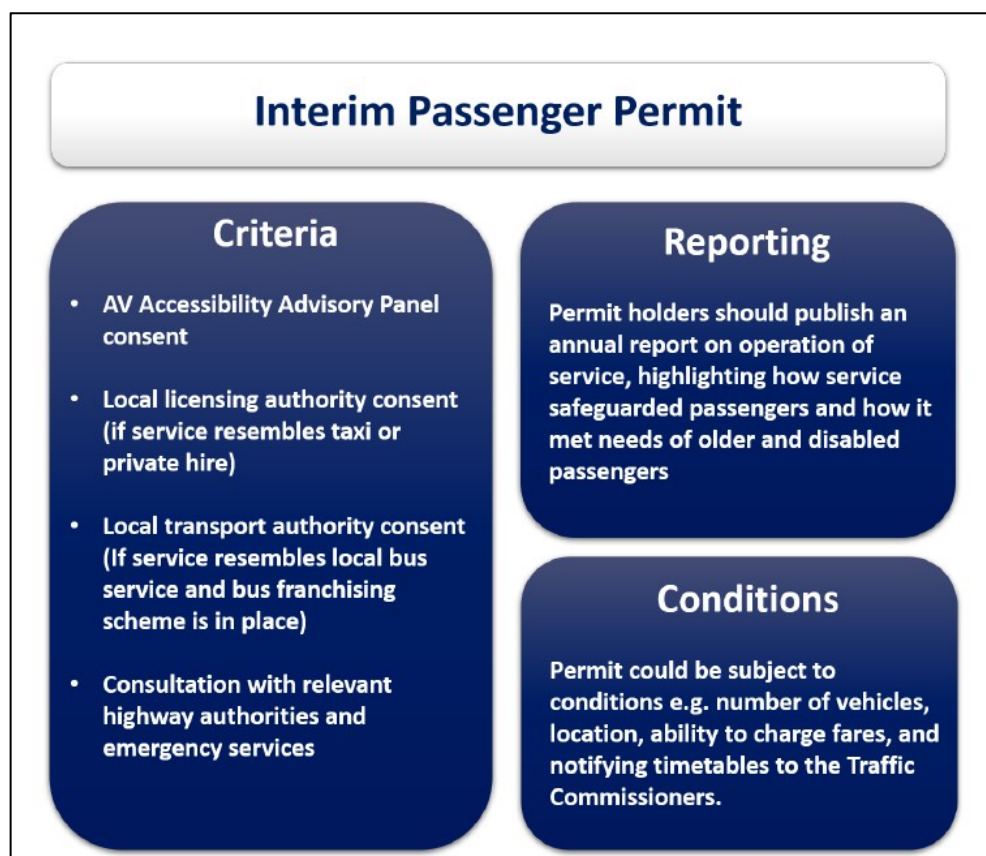 Interim Passenger Permit
Criteria
• AV Accessibility Advisory Panel
consent
• Local licensing authority consent
(if service resembles taxi or
private hire)
• Local transport authority consent
(If service resembles local bus
service and bus franchising
scheme is in place)
• Consultation with relevant
highway authorities and
emergency services
Reporting
Permit holders should publish an
annual report on operation of
service, highlighting how service
safeguarded passengers and how it
met needs of older and disabled
passengers
Conditions
Permit could be subject to
conditions e.g. number of vehicles,
location, ability to charge fares, and
notifying timetables to the Traffic
Commissioners.